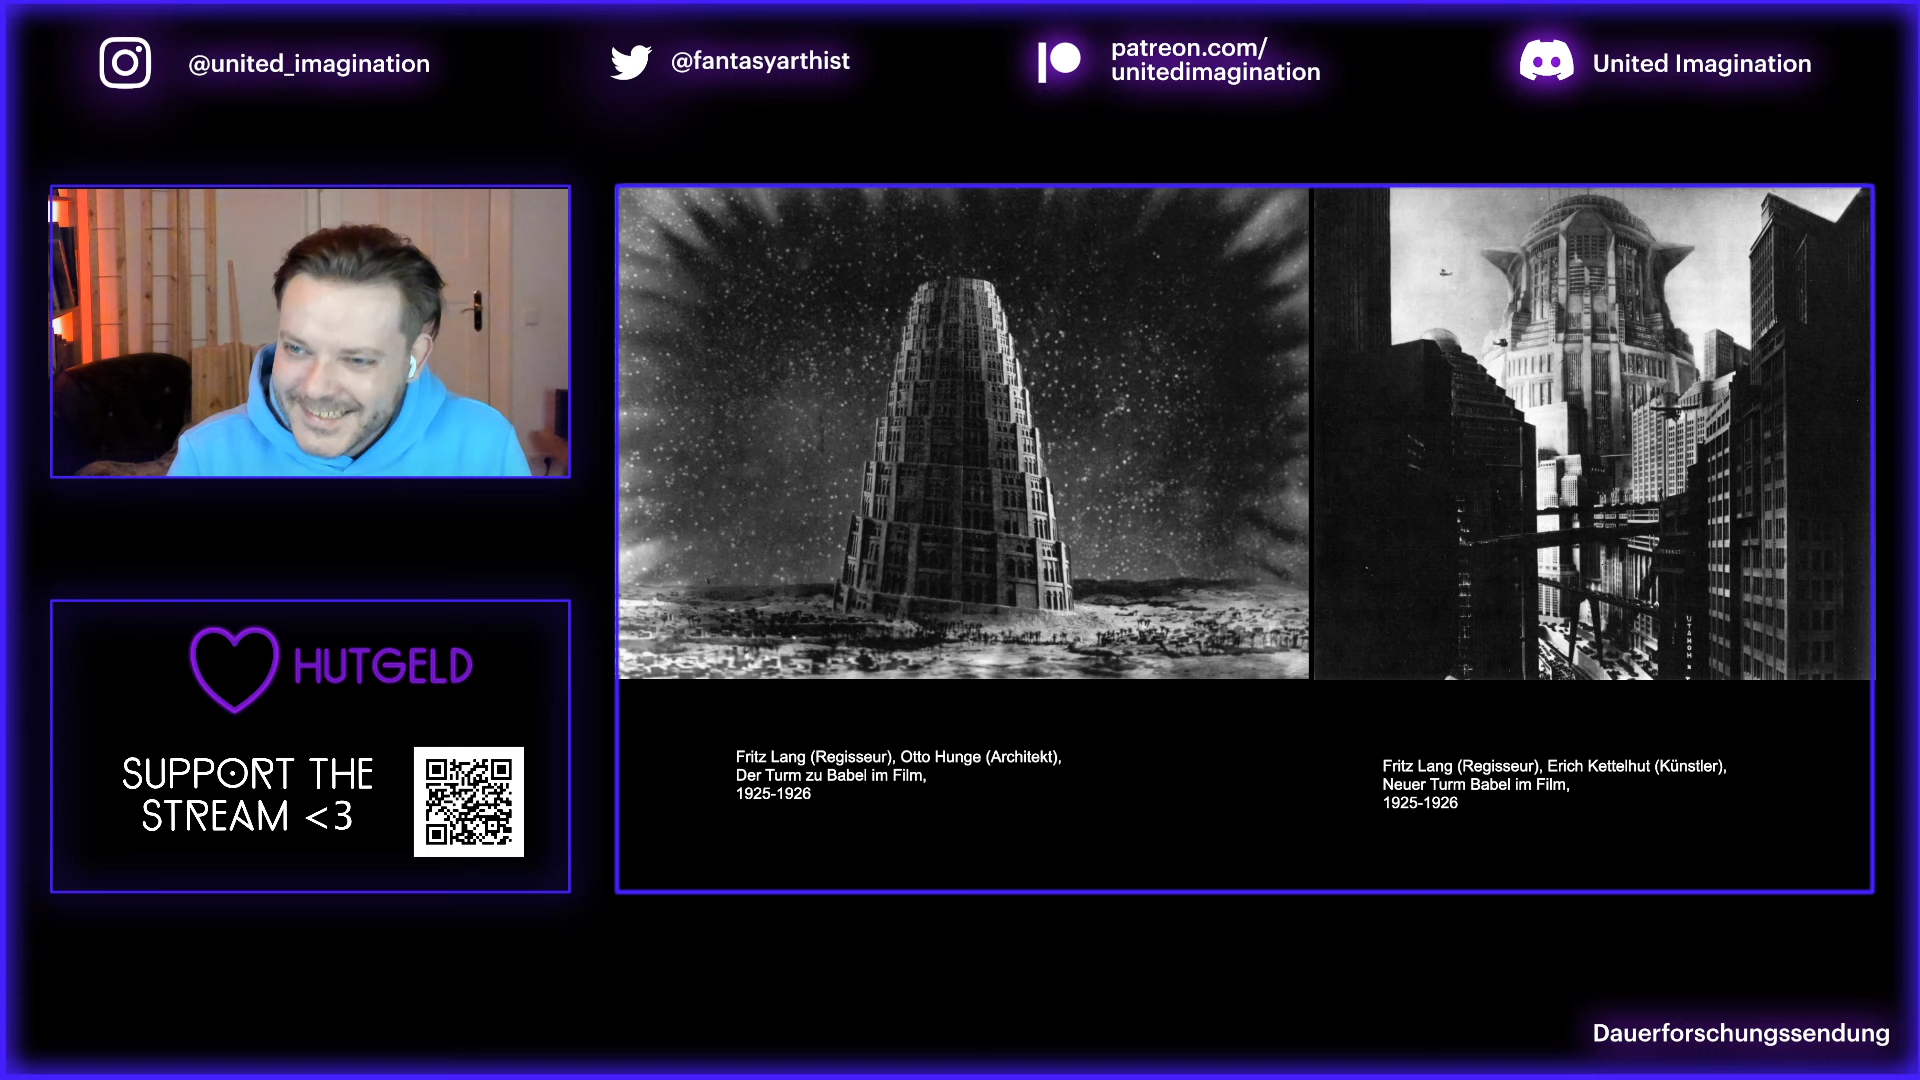 @united_imagination
@fantasyarthist
patreon.com/
unitedimagination
United Imagination
HUTGELD
SUPPORT THE
STREAM <3
Fritz Lang (Regisseur), Otto Hunge (Architekt),
Der Turm zu Babel im Film,
1925-1926
Fritz Lang (Regisseur), Erich Kettelhut (Künstler),
Neuer Turm Babel im Film,
1925-1926
Dauerforschungssendung